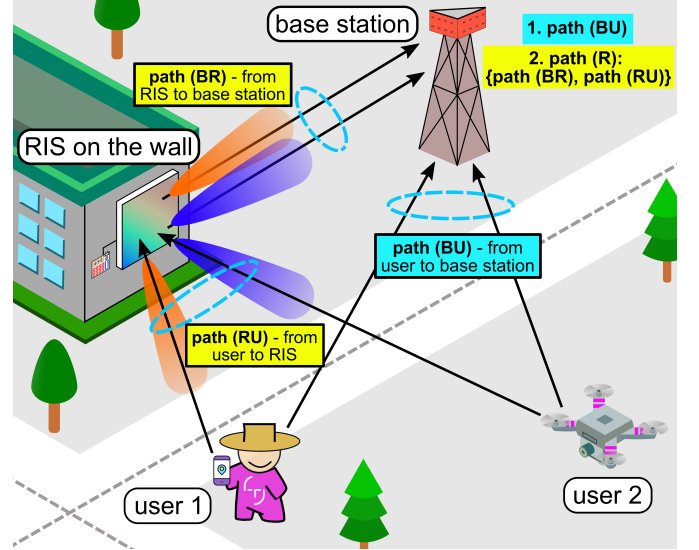 base station
1. path (BU)
2. path (R):
{path (BR), path (RU)}
path (BR) - from
RIS to base station
RIS on the wall
path (BU) - from
user to base station
path (RU) - from
user to RIS
user 1
user 2